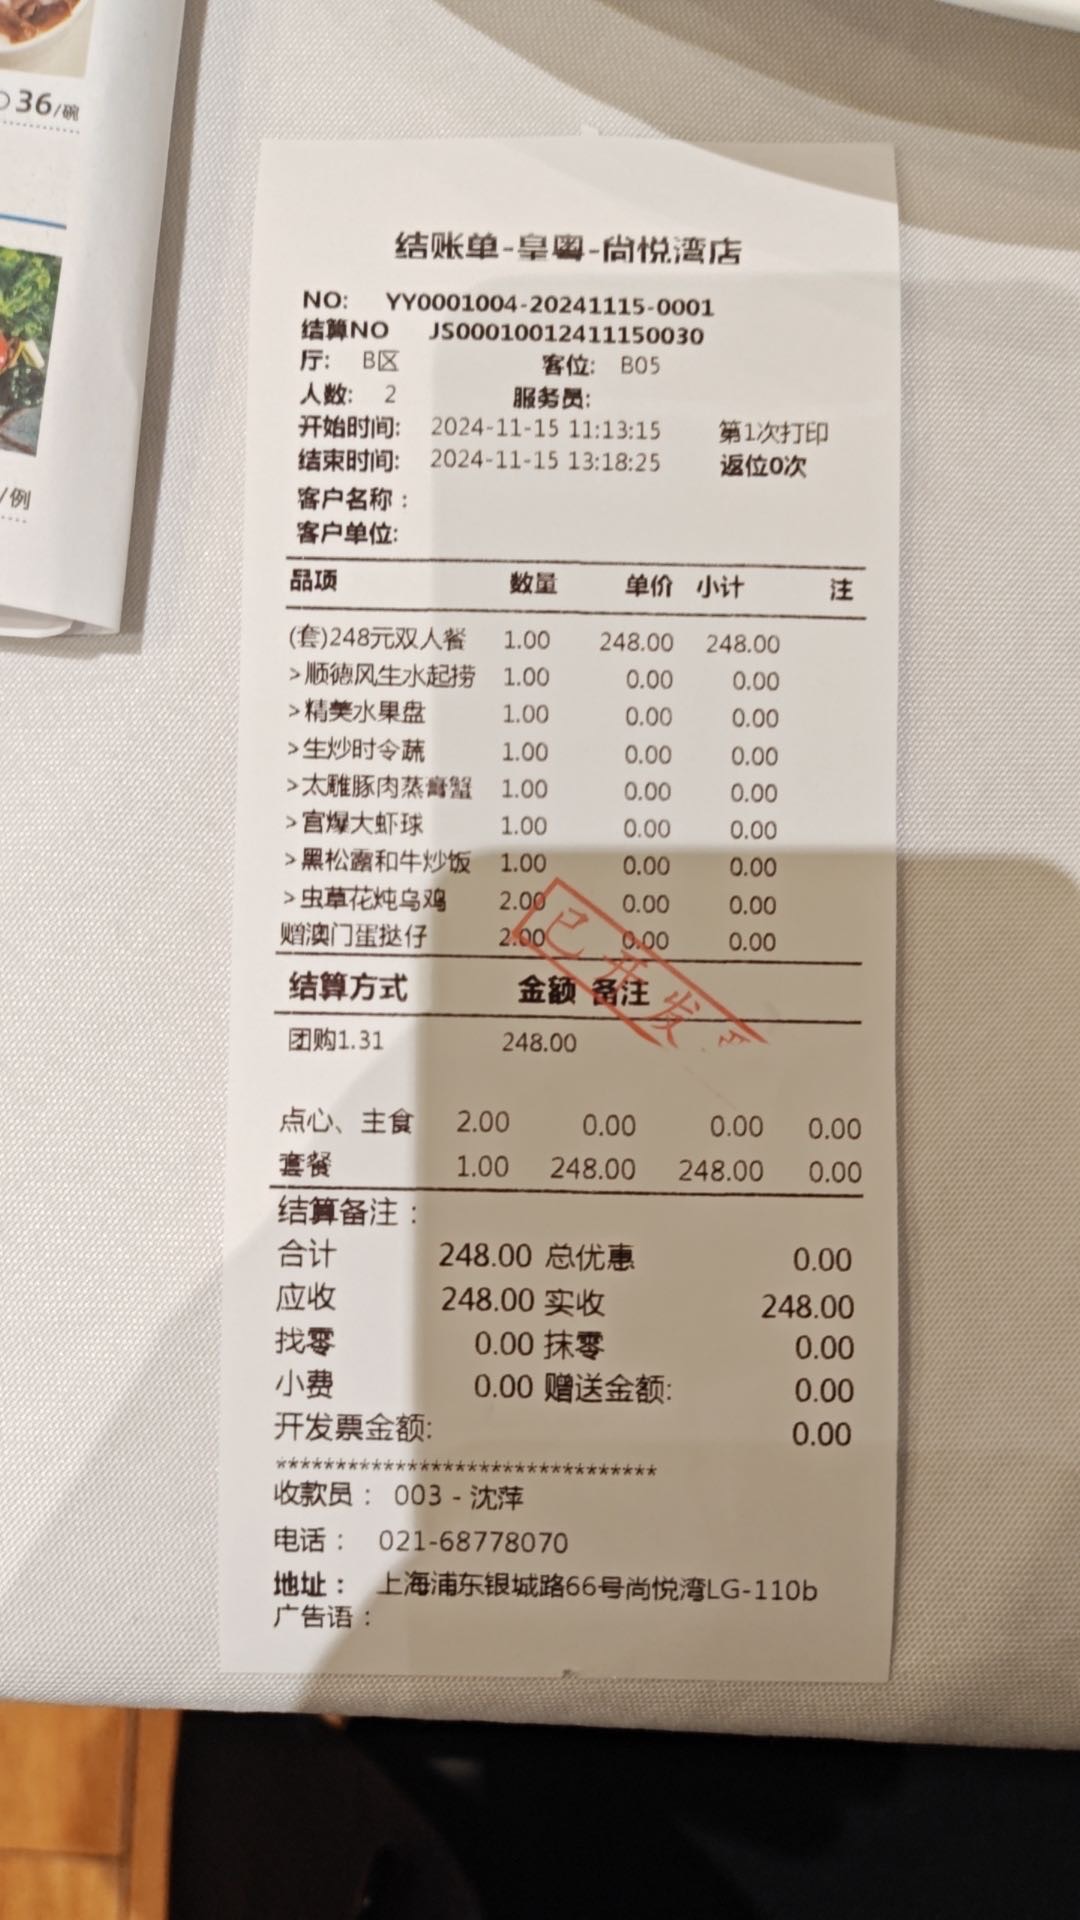 36/碗
/例
结账单-皇粤-尚悦湾店
NO: YY0001004-20241115-0001
结算NO JS00010012411150030
厅: B区 客位: B05
人数: 2 服务员:
开始时间: 2024-11-15 11:13:15 第1次打印
结束时间: 2024-11-15 13:18:25 返位0次
客户名称：
客户单位:
品项 数量 单价 小计 注
(套)248元双人餐 1.00 248.00 248.00
>顺德风生水起捞 1.00 0.00 0.00
>精美水果盘 1.00 0.00 0.00
>生炒时令蔬 1.00 0.00 0.00
>太雕豚肉蒸膏蟹 1.00 0.00 0.00
>宫爆大虾球 1.00 0.00 0.00
>黑松露和牛炒饭 1.00 0.00 0.00
>虫草花炖乌鸡 2.00 0.00 0.00
赠澳门蛋挞仔 2.00 0.00 0.00
已开发票
结算方式 金额 备注
团购1.31 248.00
点心、主食 2.00 0.00 0.00 0.00
套餐 1.00 248.00 248.00 0.00
结算备注：
合计 248.00 总优惠 0.00
应收 248.00 实收 248.00
找零 0.00 抹零 0.00
小费 0.00 赠送金额: 0.00
开发票金额: 0.00
**********************************
收款员： 003 - 沈萍
电话： 021-68778070
地址： 上海浦东银城路66号尚悦湾LG-110b
广告语：